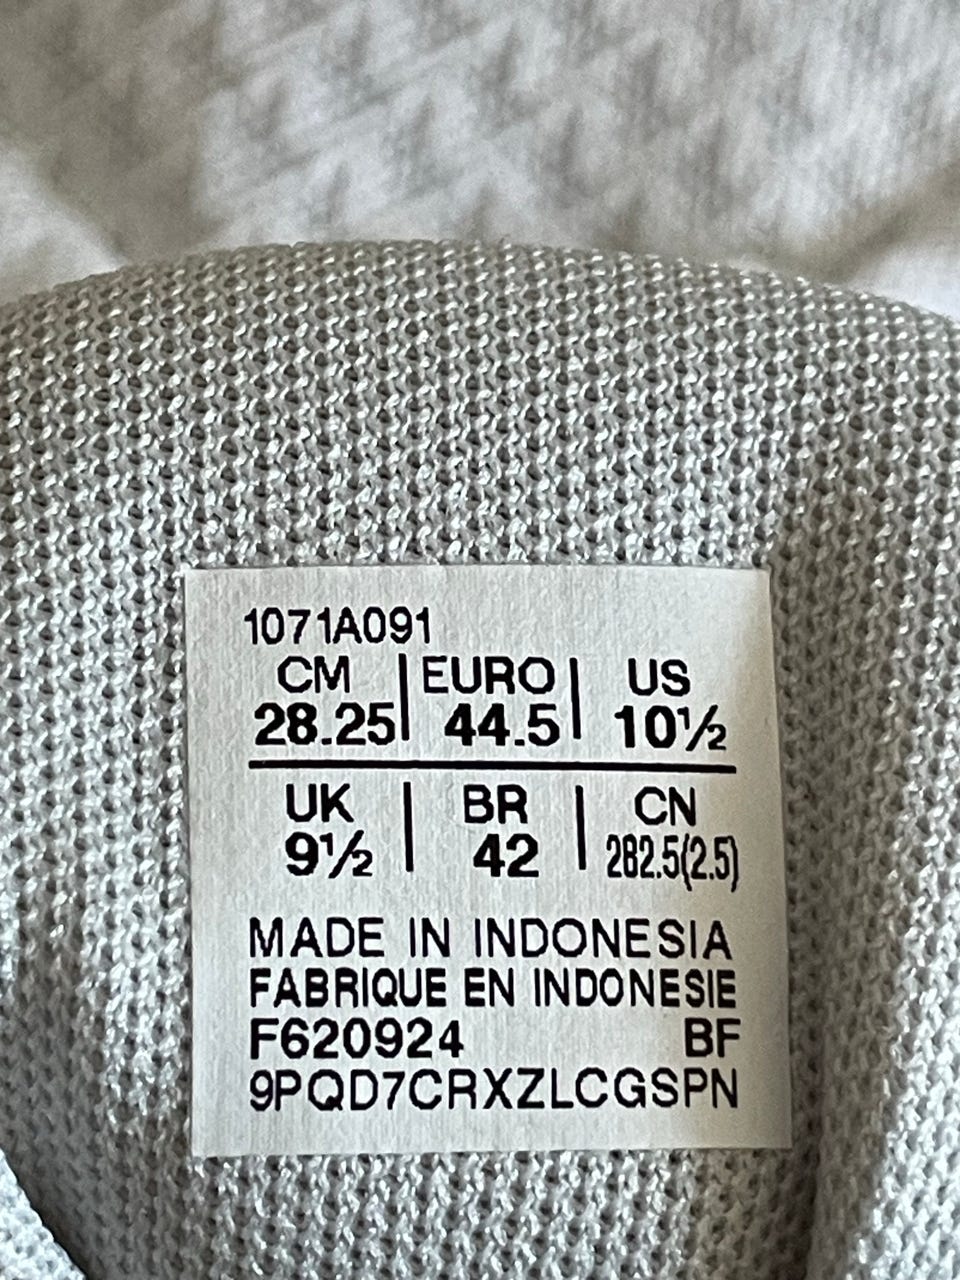 1071A091
CM | EURO | US
28.25 | 44.5 | 10½
UK | BR | CN
9½ | 42 | 282.5(2.5)
MADE IN INDONESIA
FABRIQUE EN INDONESIE
F620924 BF
9PQD7CRXZLCGSPN